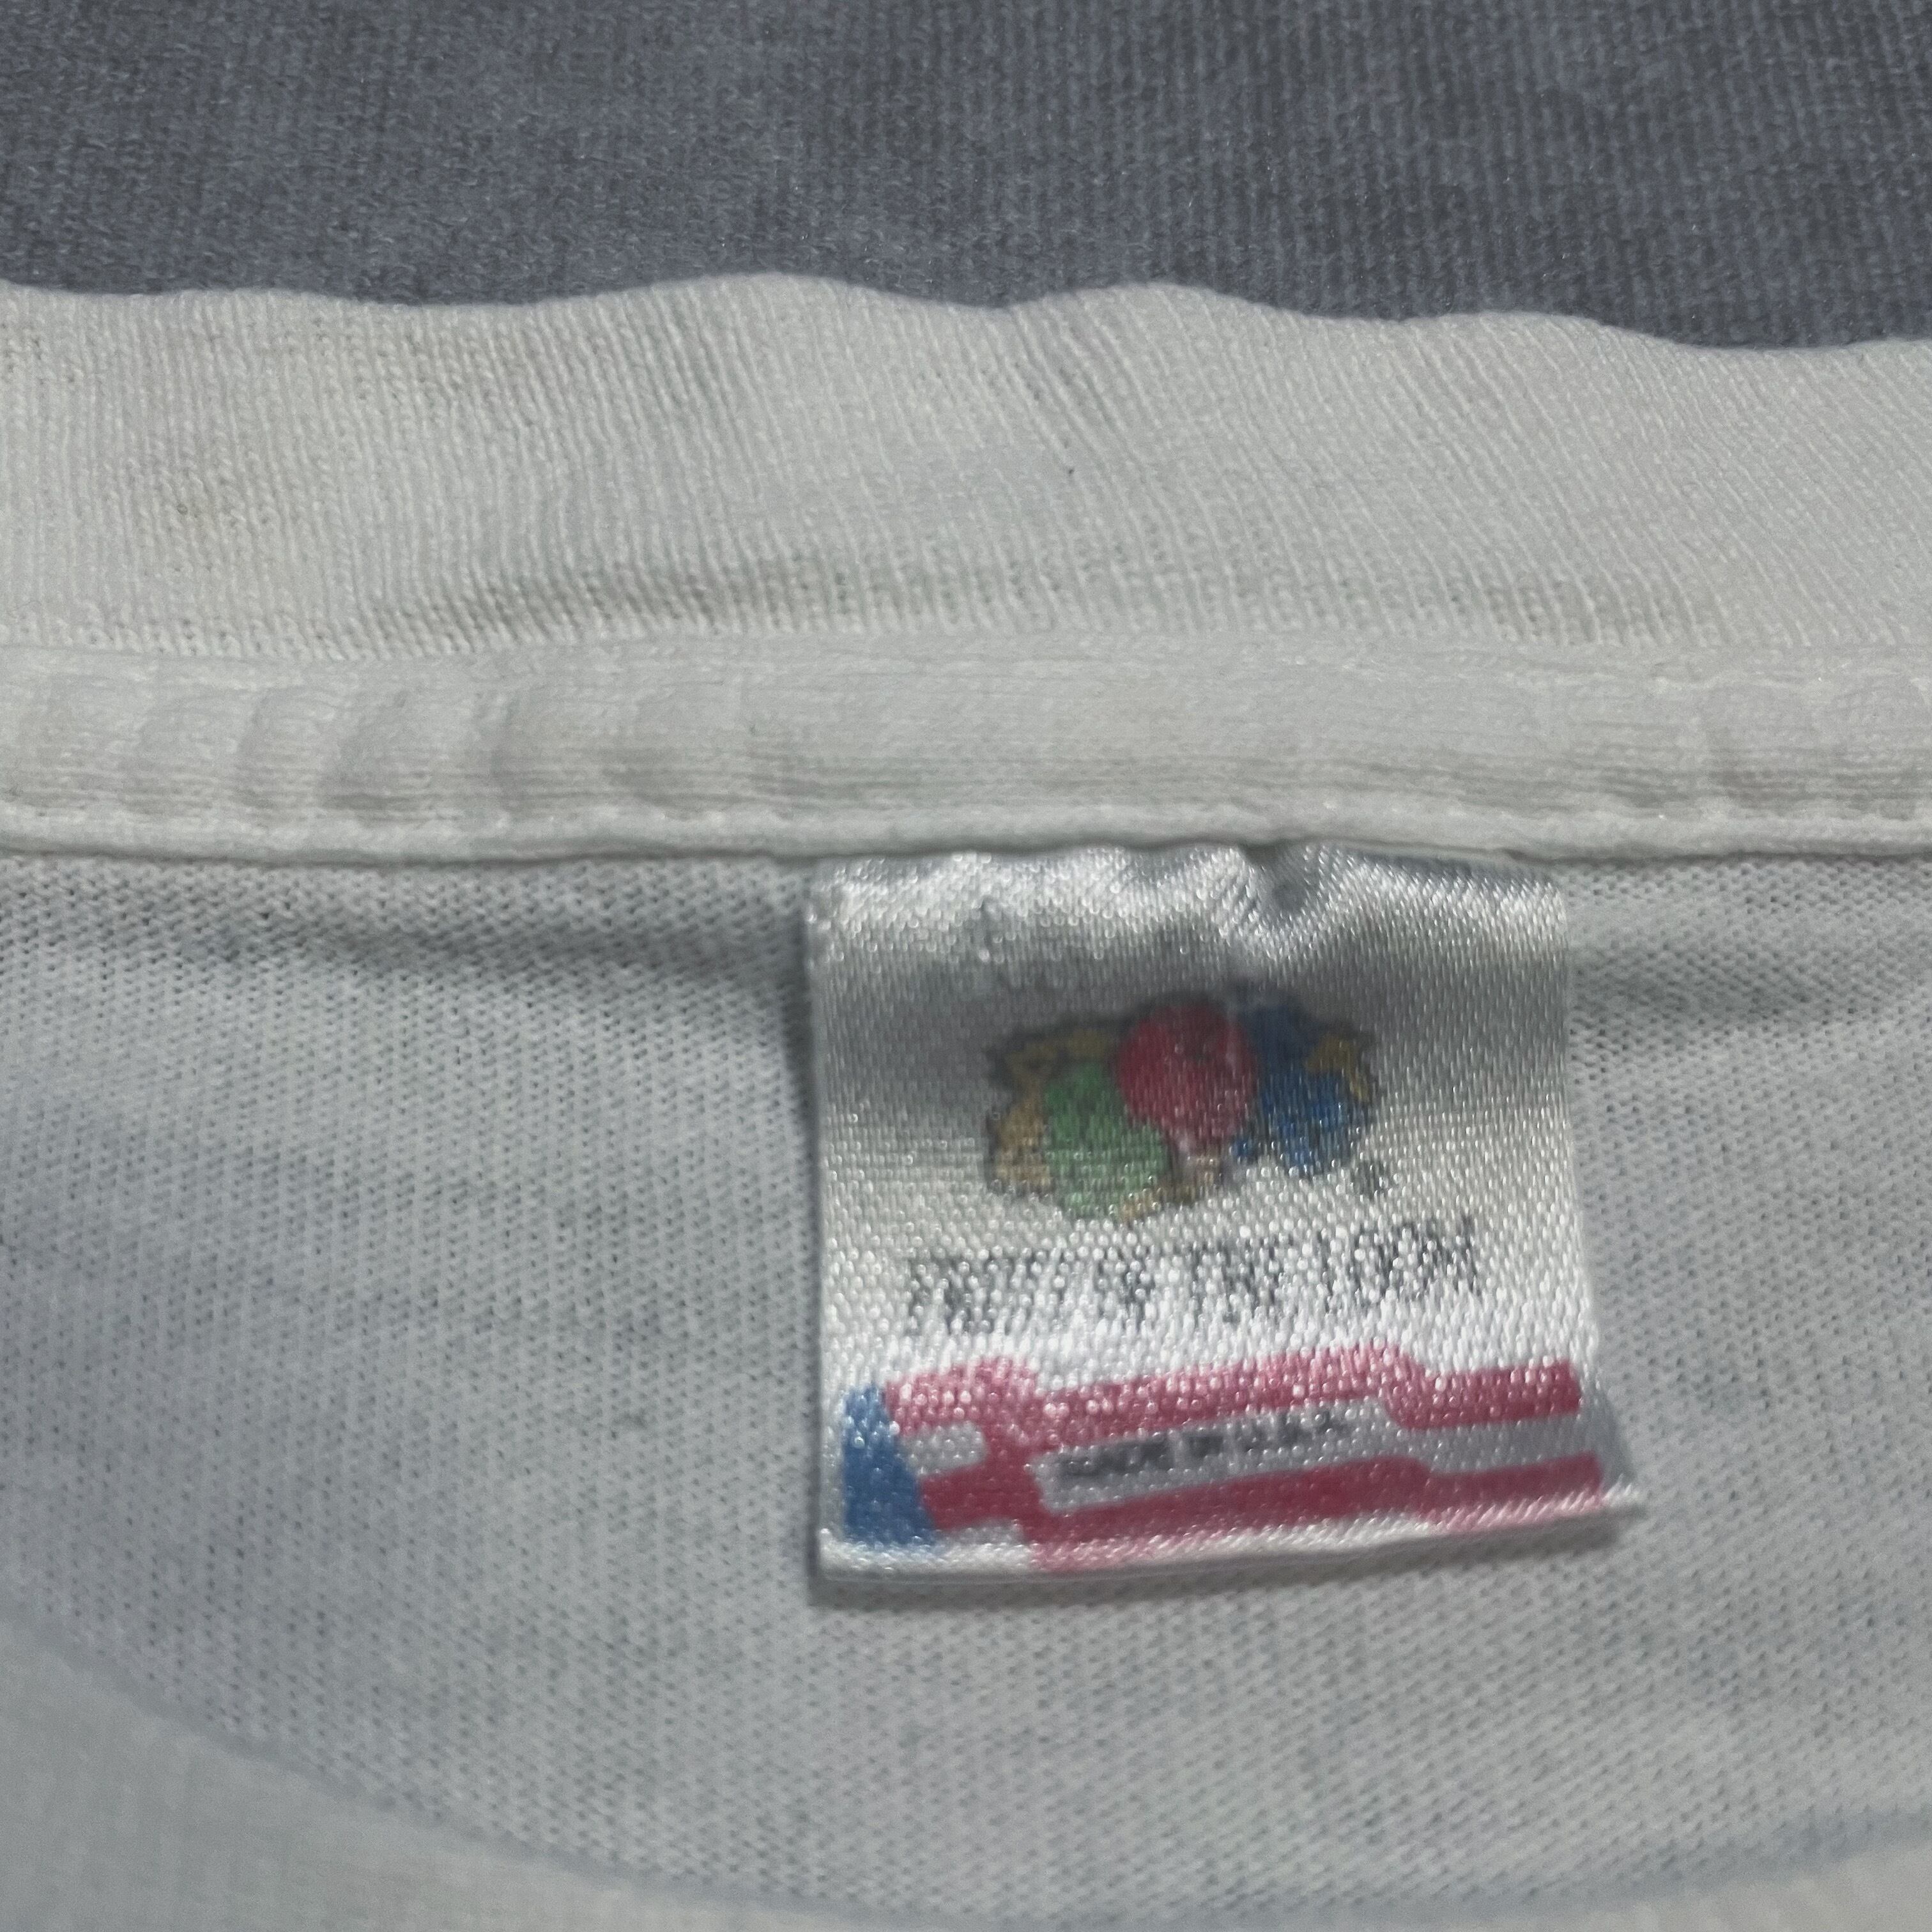 ®
FRUIT OF THE LOOM
MADE IN U.S.A.